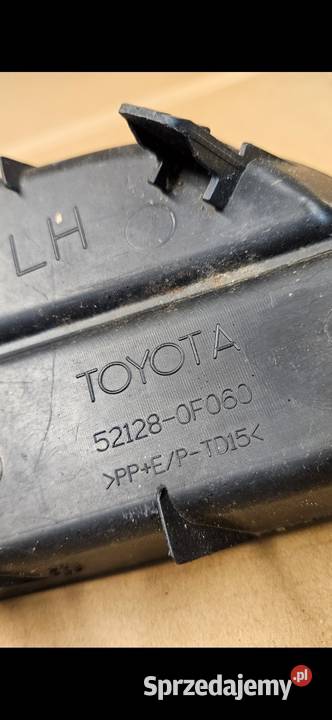 LH
TOYOTA
52128-0F060
>PP+E/P-TD15<
Sprzedajemy.pl